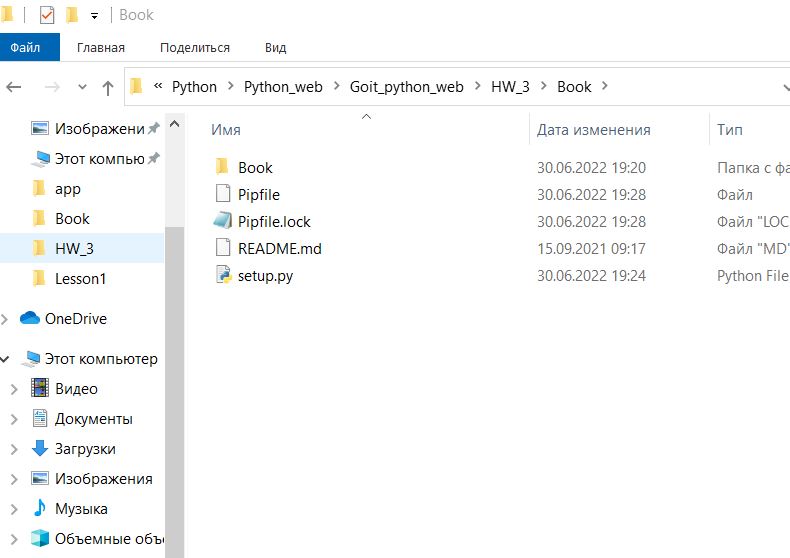 Book
Файл Главная Поделиться Вид
« Python > Python_web > Goit_python_web > HW_3 > Book >
Изображени
Этот компью
app
Book
HW_3
Lesson1
OneDrive
Этот компьютер
Видео
Документы
Загрузки
Изображения
Музыка
Объемные объ
Имя Дата изменения Тип
Book 30.06.2022 19:20 Папка с фа
Pipfile 30.06.2022 19:28 Файл
Pipfile.lock 30.06.2022 19:28 Файл "LOC
README.md 15.09.2021 09:17 Файл "MD"
setup.py 30.06.2022 19:24 Python File